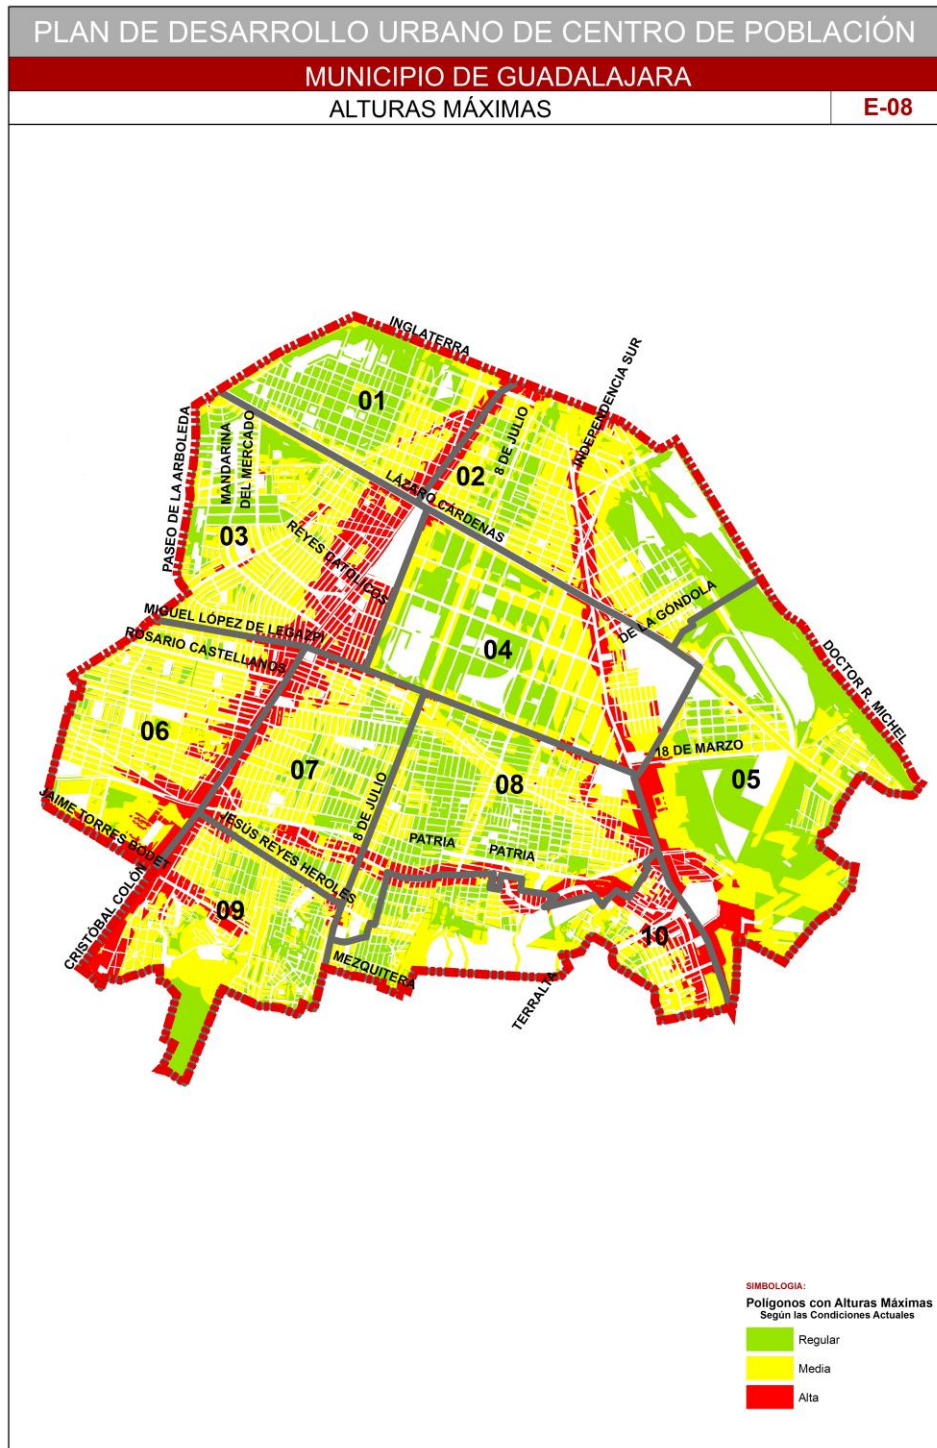 PLAN DE DESARROLLO URBANO DE CENTRO DE POBLACIÓN
MUNICIPIO DE GUADALAJARA
ALTURAS MÁXIMAS
E-08
INGLATERRA
INDEPENDENCIA SUR
01
PASEO DE LA ARBOLEDA
MANDARINA
DEL MERCADO
8 DE JULIO
02
LÁZARO CÁRDENAS
03
REYES DATÓLICOS
MIGUEL LÓPEZ DE LEGAZPI
DE LA GÓNDOLA
ROSARIO CASTELLANOS
04
DOCTOR R. MICHEL
06
18 DE MARZO
07
08
05
8 DE JULIO
JAIME TORRES BODET
JESÚS REYES HEROLES
PATRIA
PATRIA
CRISTÓBAL COLÓN
09
10
MEZQUITERA
TERRALTA
SIMBOLOGIA:
Polígonos con Alturas Máximas
Según las Condiciones Actuales
Regular
Media
Alta